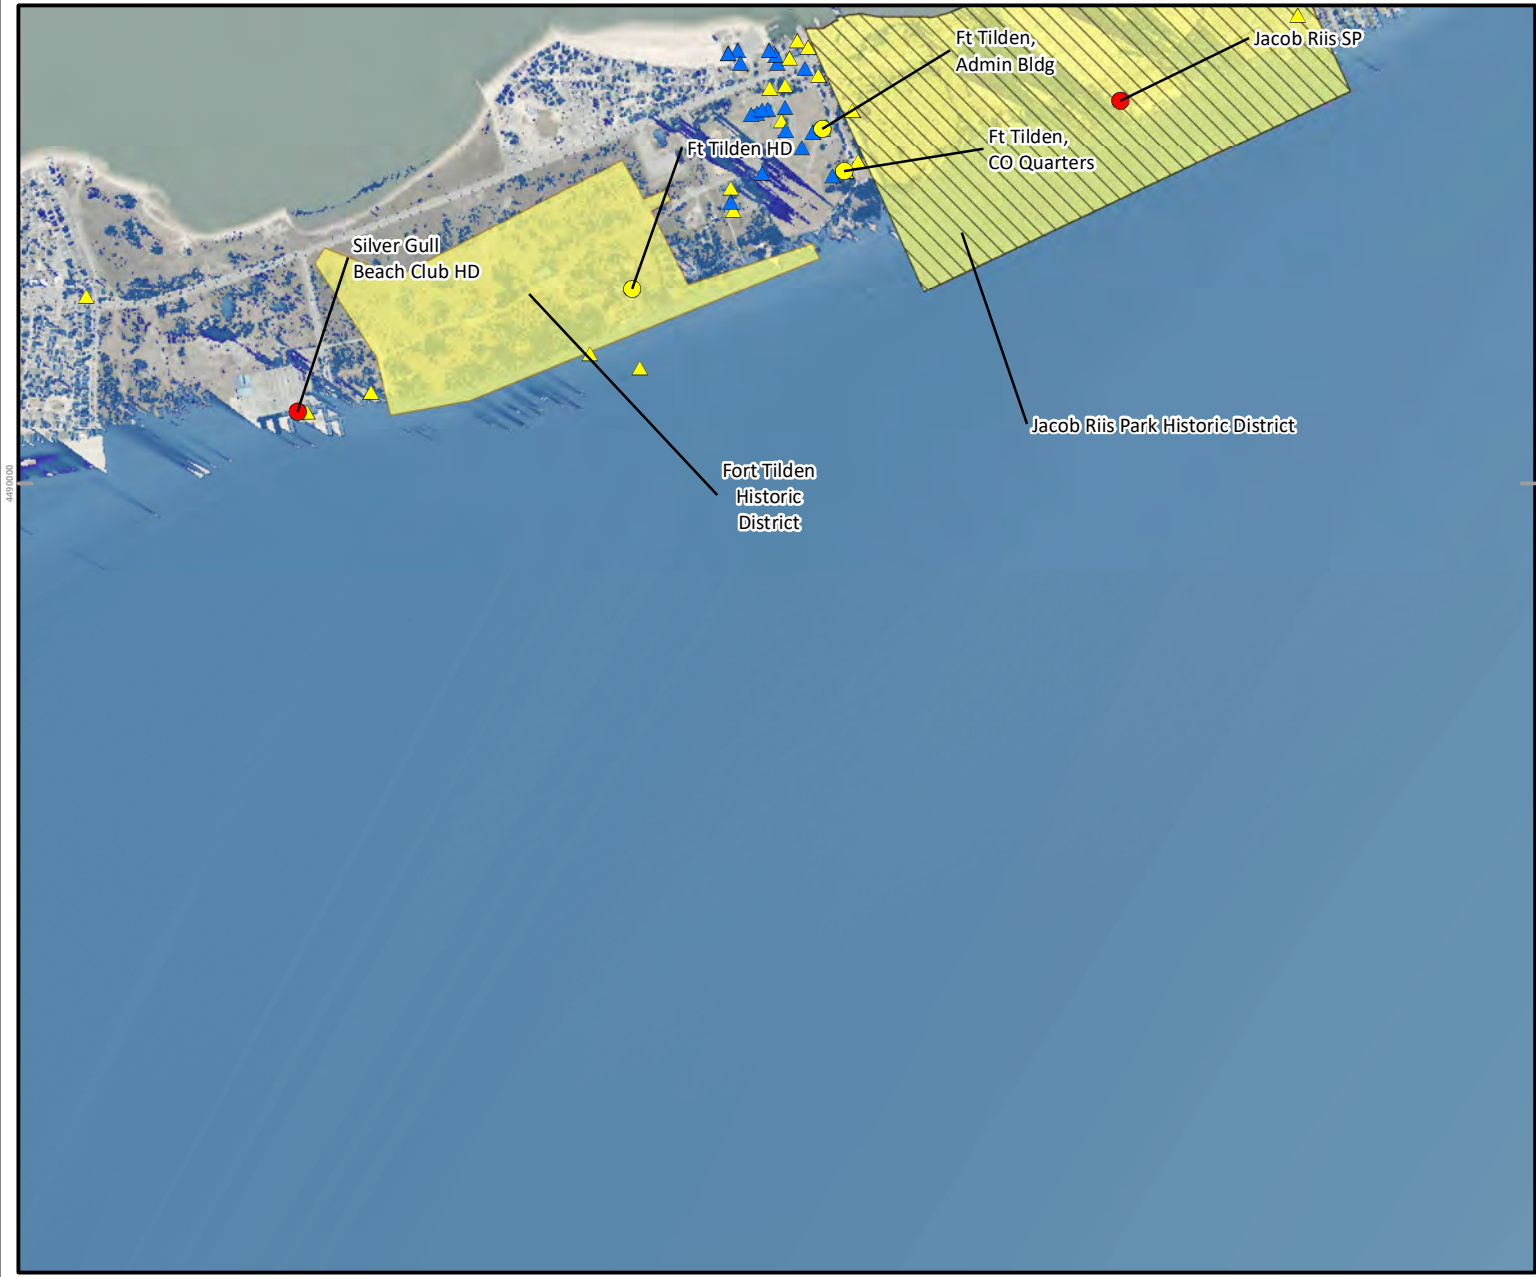 Ft Tilden,
Admin Bldg
Jacob Riis SP
Ft Tilden,
CO Quarters
Ft Tilden HD
Silver Gull
Beach Club HD
Jacob Riis Park Historic District
Fort Tilden
Historic
District
4490000